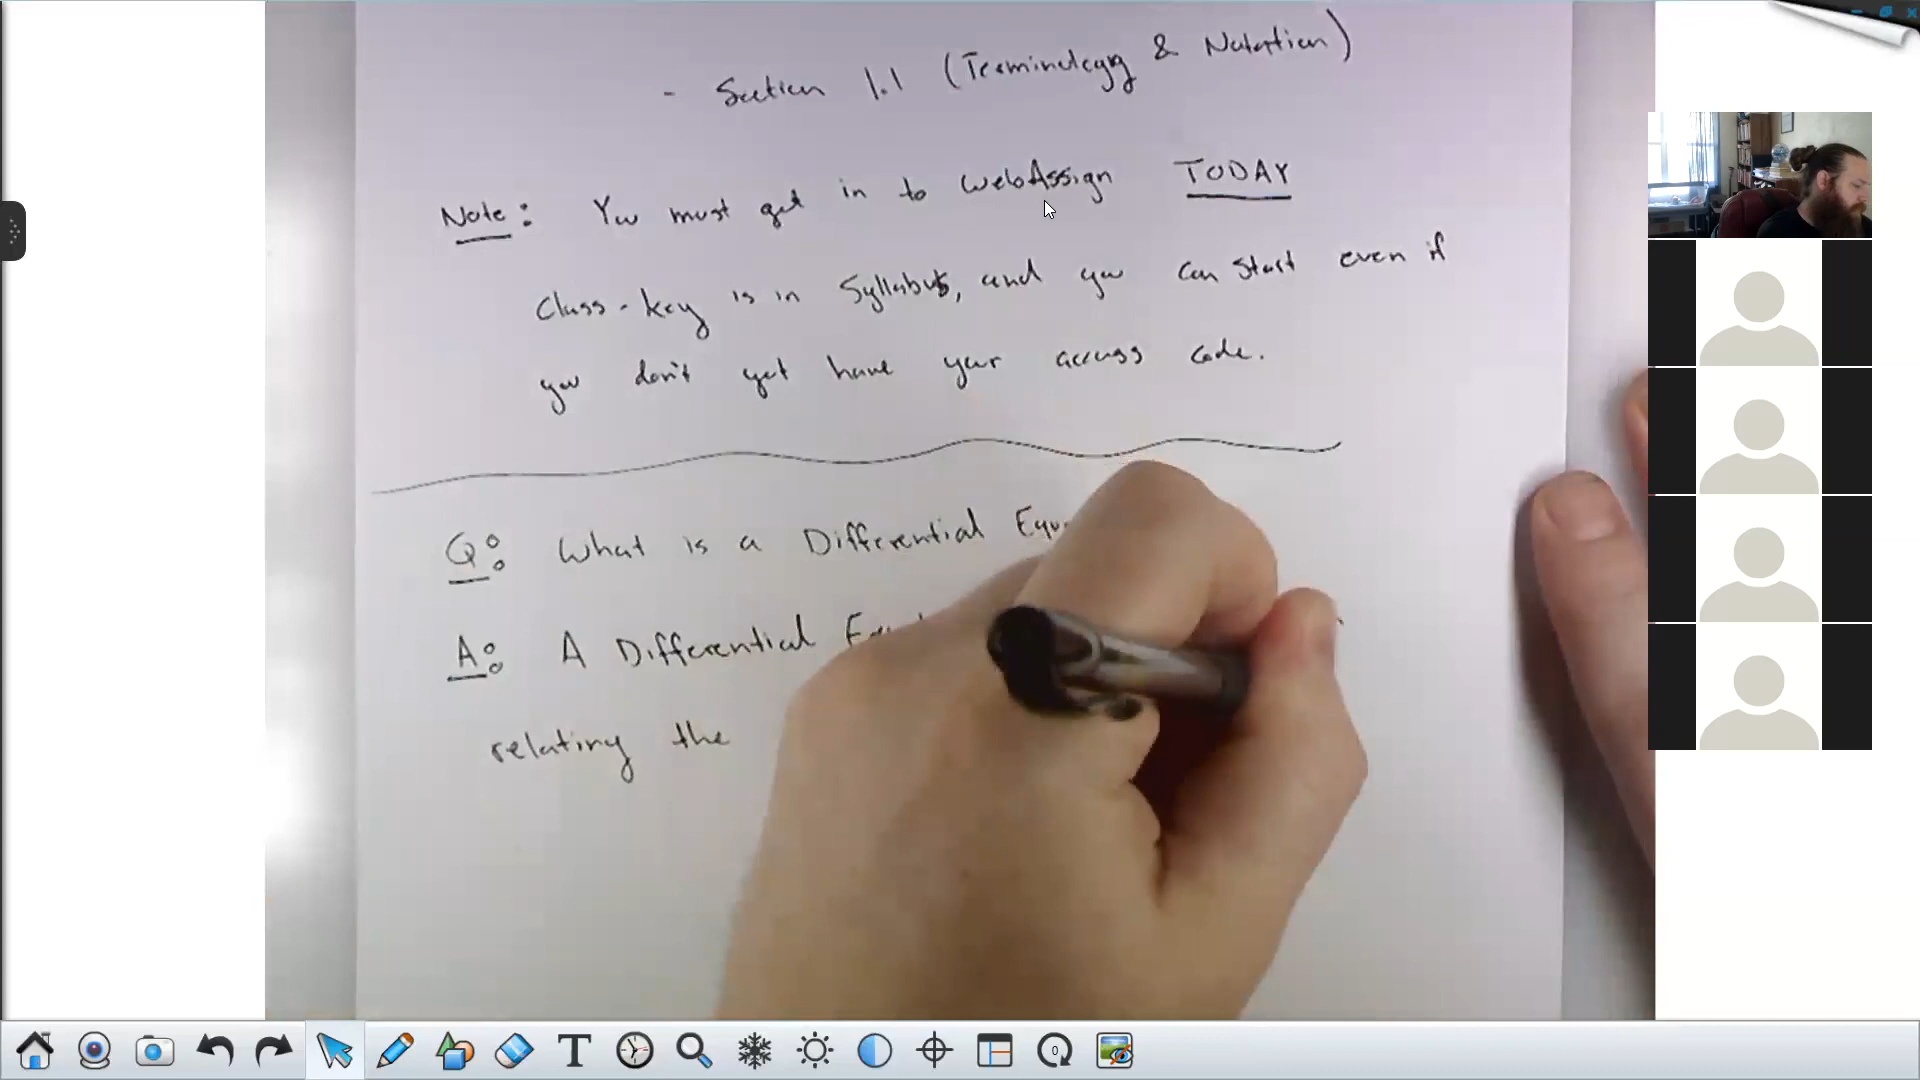 - Section 1.1 (Terminology & Notation)
Note: You must get in to WebAssign TODAY
Class-key is in Syllabus, and you can start even if
you don't yet have your access code.
Q: What is a Differential
A: A Differential
relating the
T
0